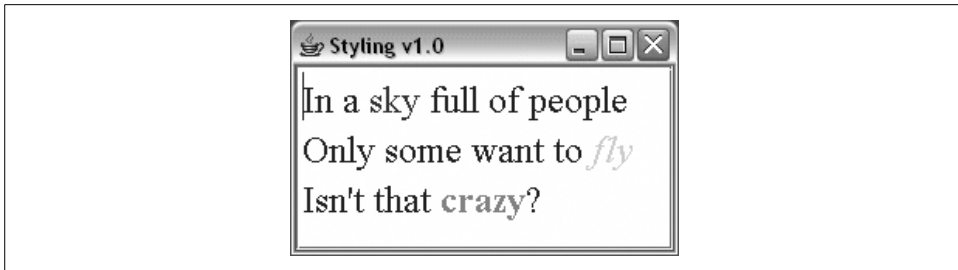 Styling v1.0
In a sky full of people
Only some want to fly
Isn't that crazy?